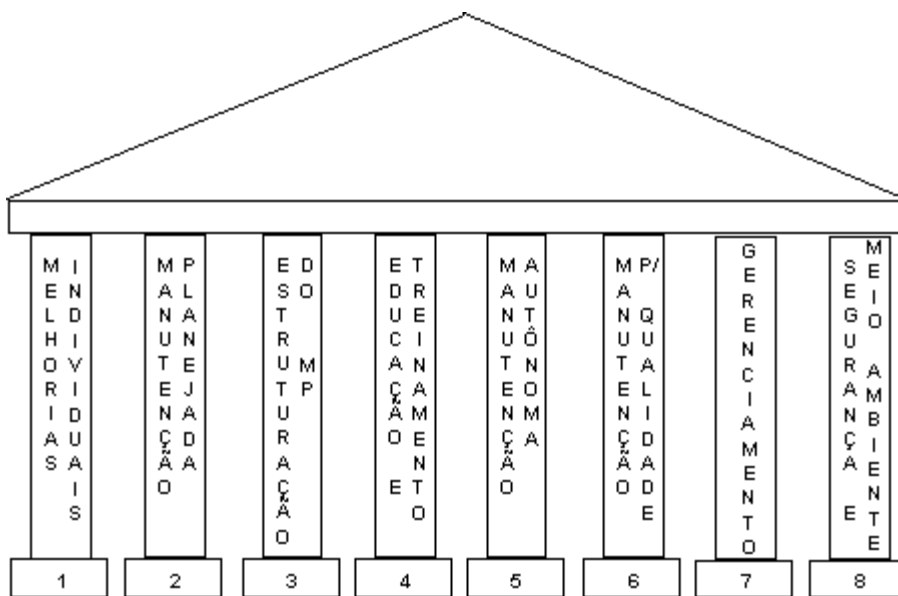 MELHORIAS
INDIVIDUAIS
MANUTENÇÃO
PLANEJADA
ESTRUTURAÇÃO
DO MP
EDUCAÇÃO E
TREINAMENTO
MANUTENÇÃO
AUTÔNOMA
MANUTENÇÃO
P/ QUALIDADE
GERENCIAMENTO
SEGURANÇA E
MEIO AMBIENTE
1
2
3
4
5
6
7
8